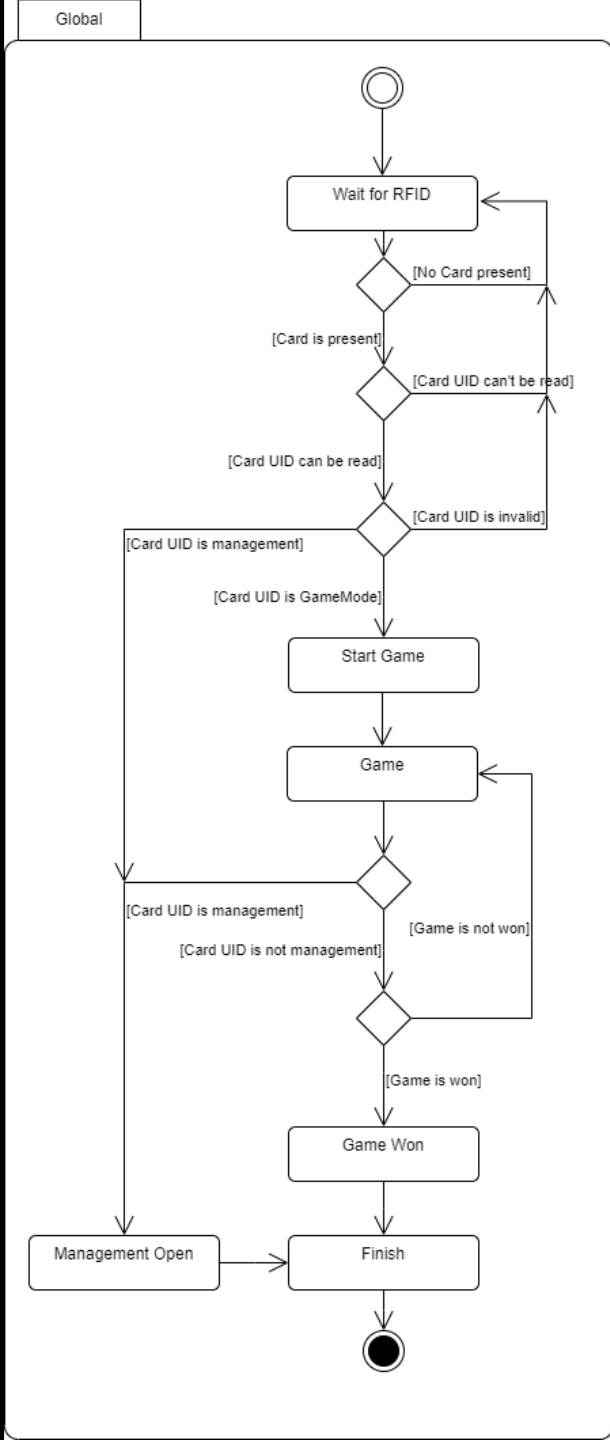 Global
Wait for RFID
[No Card present]
[Card is present]
[Card UID can't be read]
[Card UID can be read]
[Card UID is invalid]
[Card UID is management]
[Card UID is GameMode]
Start Game
Game
[Card UID is management]
[Game is not won]
[Card UID is not management]
[Game is won]
Game Won
Management Open
Finish